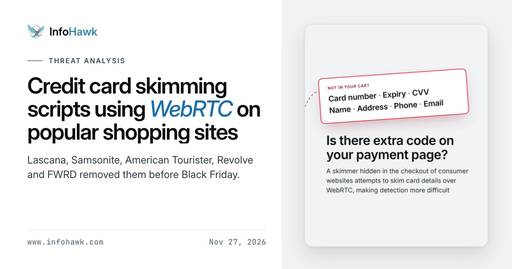 InfoHawk
THREAT ANALYSIS
Credit card skimming
scripts using WebRTC on
popular shopping sites
Lascana, Samsonite, American Tourister, Revolve
and FWRD removed them before Black Friday.
www.infohawk.com
Nov 27, 2026
NOT IN YOUR CART
Card number · Expiry · CVV
Name · Address · Phone · Email
Is there extra code on
your payment page?
A skimmer hidden in the checkout of consumer
websites attempts to skim card details over
WebRTC, making detection more difficult